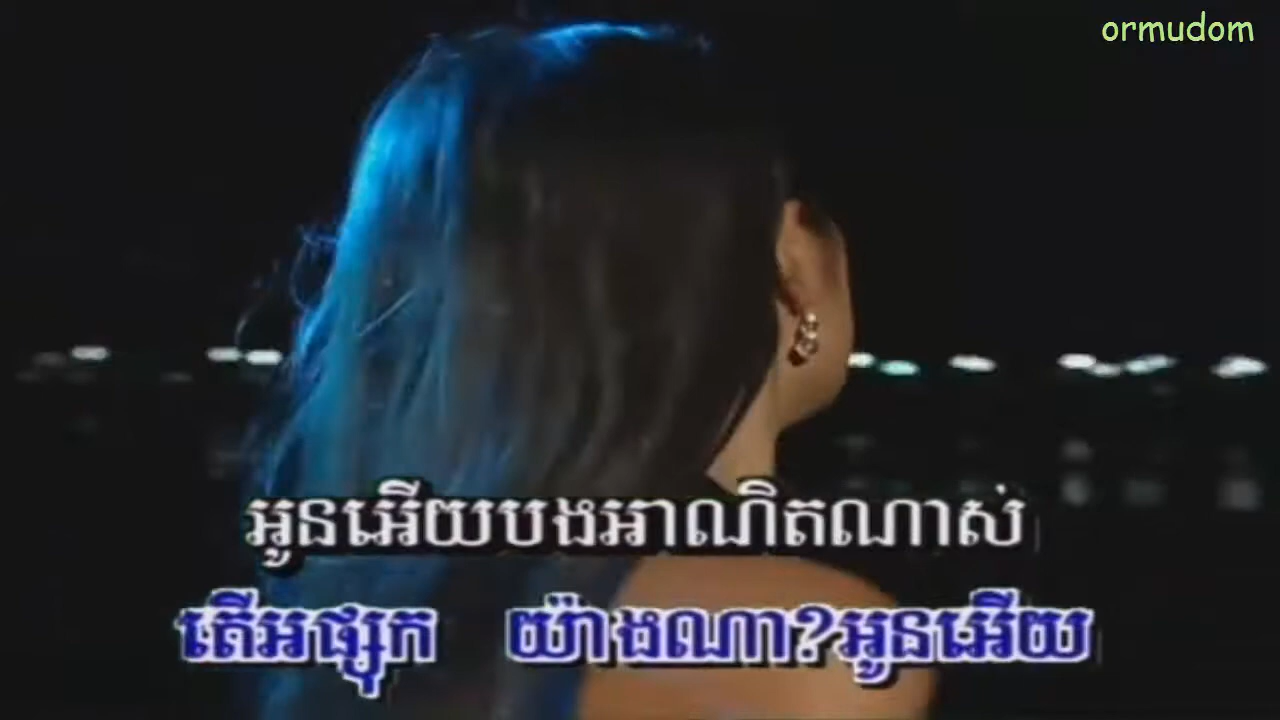 ormudom
អូនអើយបងអាណិតណាស់
តើអផ្សុក យ៉ាងណា?អូនអើយ